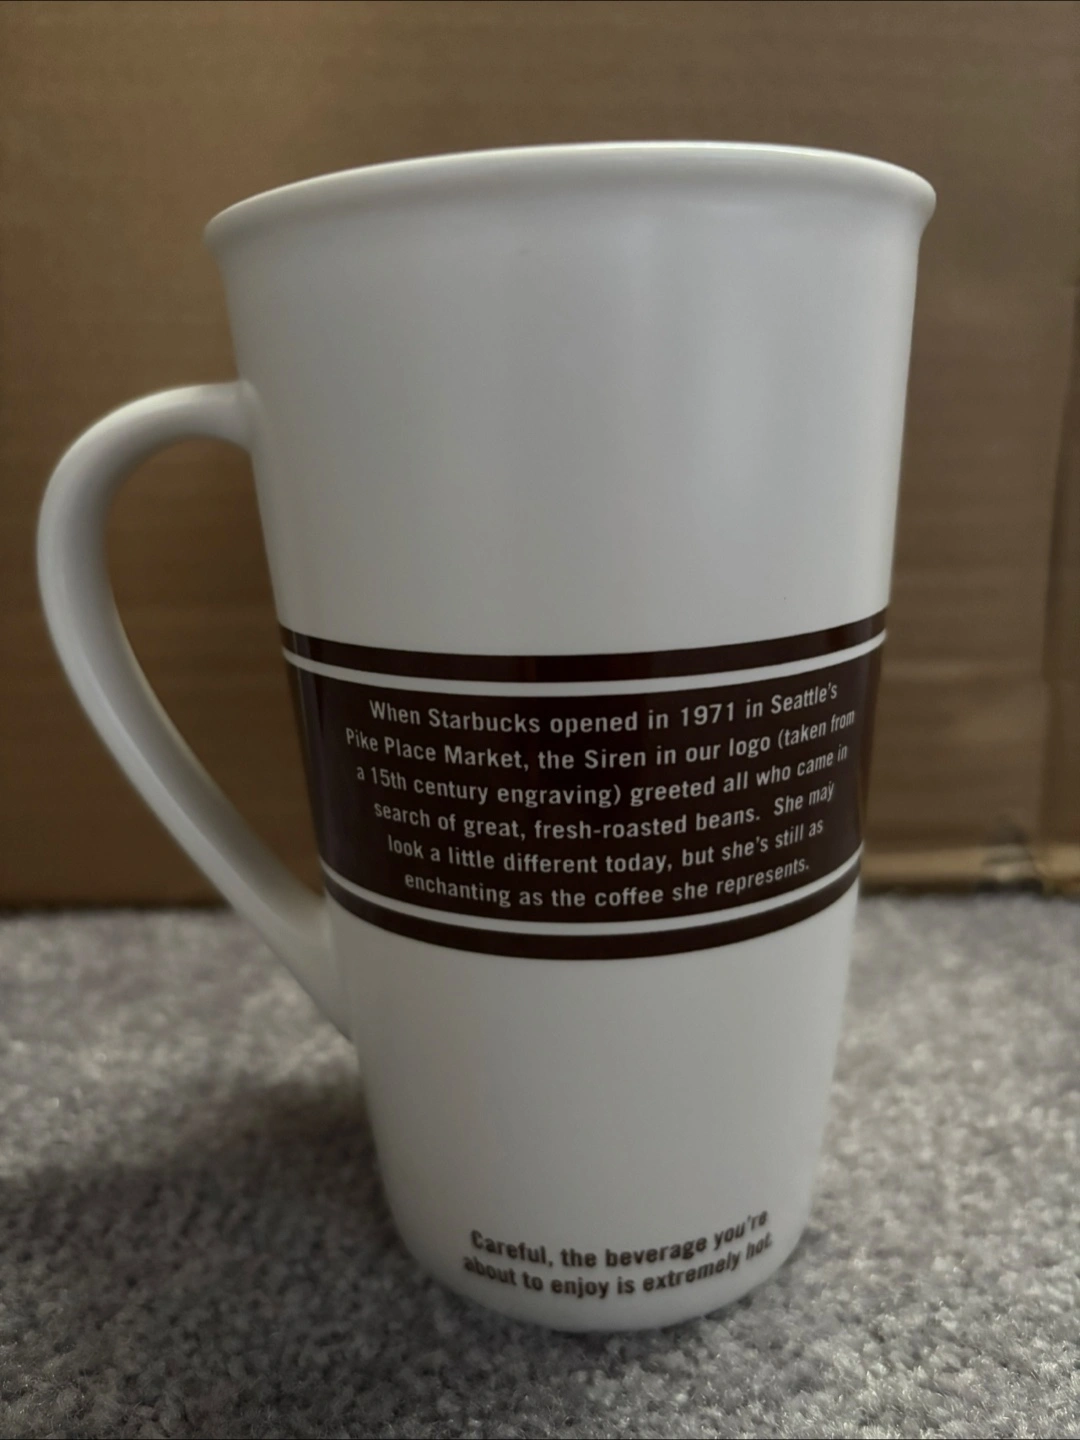 When Starbucks opened in 1971 in Seattle's
Pike Place Market, the Siren in our logo (taken from
a 15th century engraving) greeted all who came in
search of great, fresh-roasted beans. She may
look a little different today, but she's still as
enchanting as the coffee she represents.
Careful, the beverage you're
about to enjoy is extremely hot.